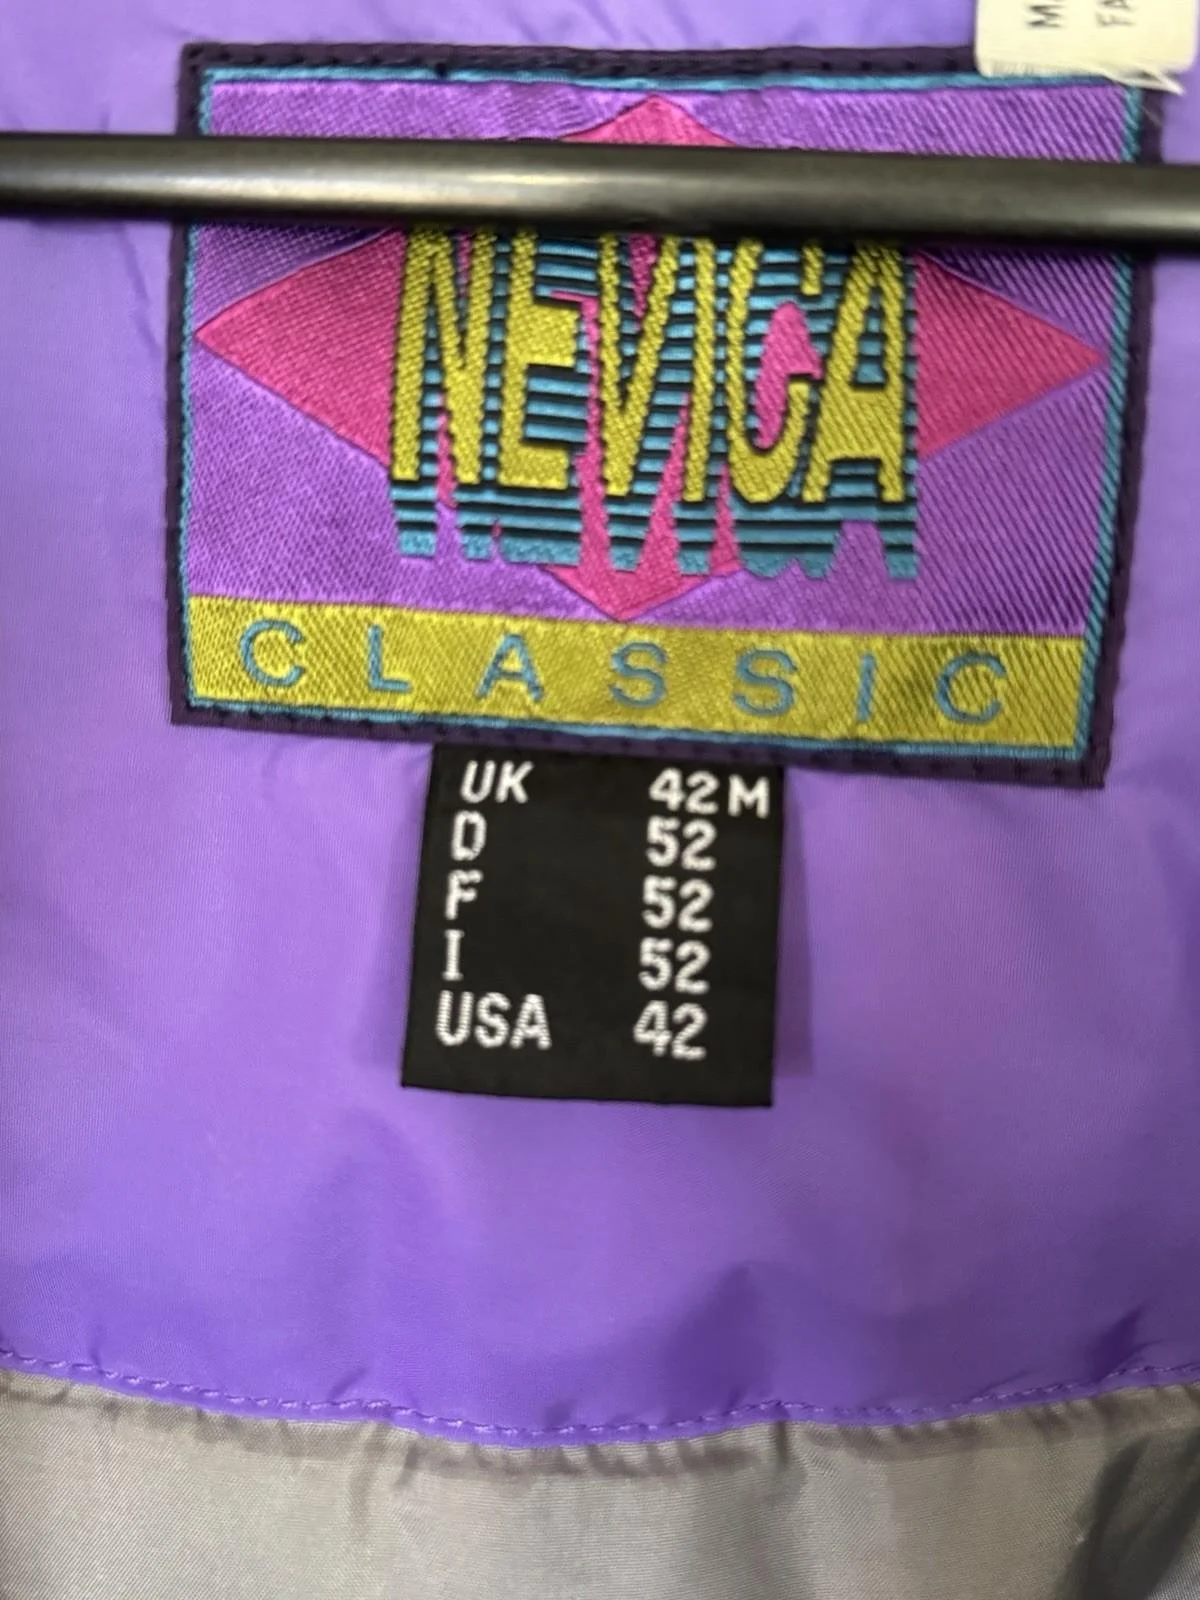 NEVICA
CLASSIC
UK 42 M
D 52
F 52
I 52
USA 42